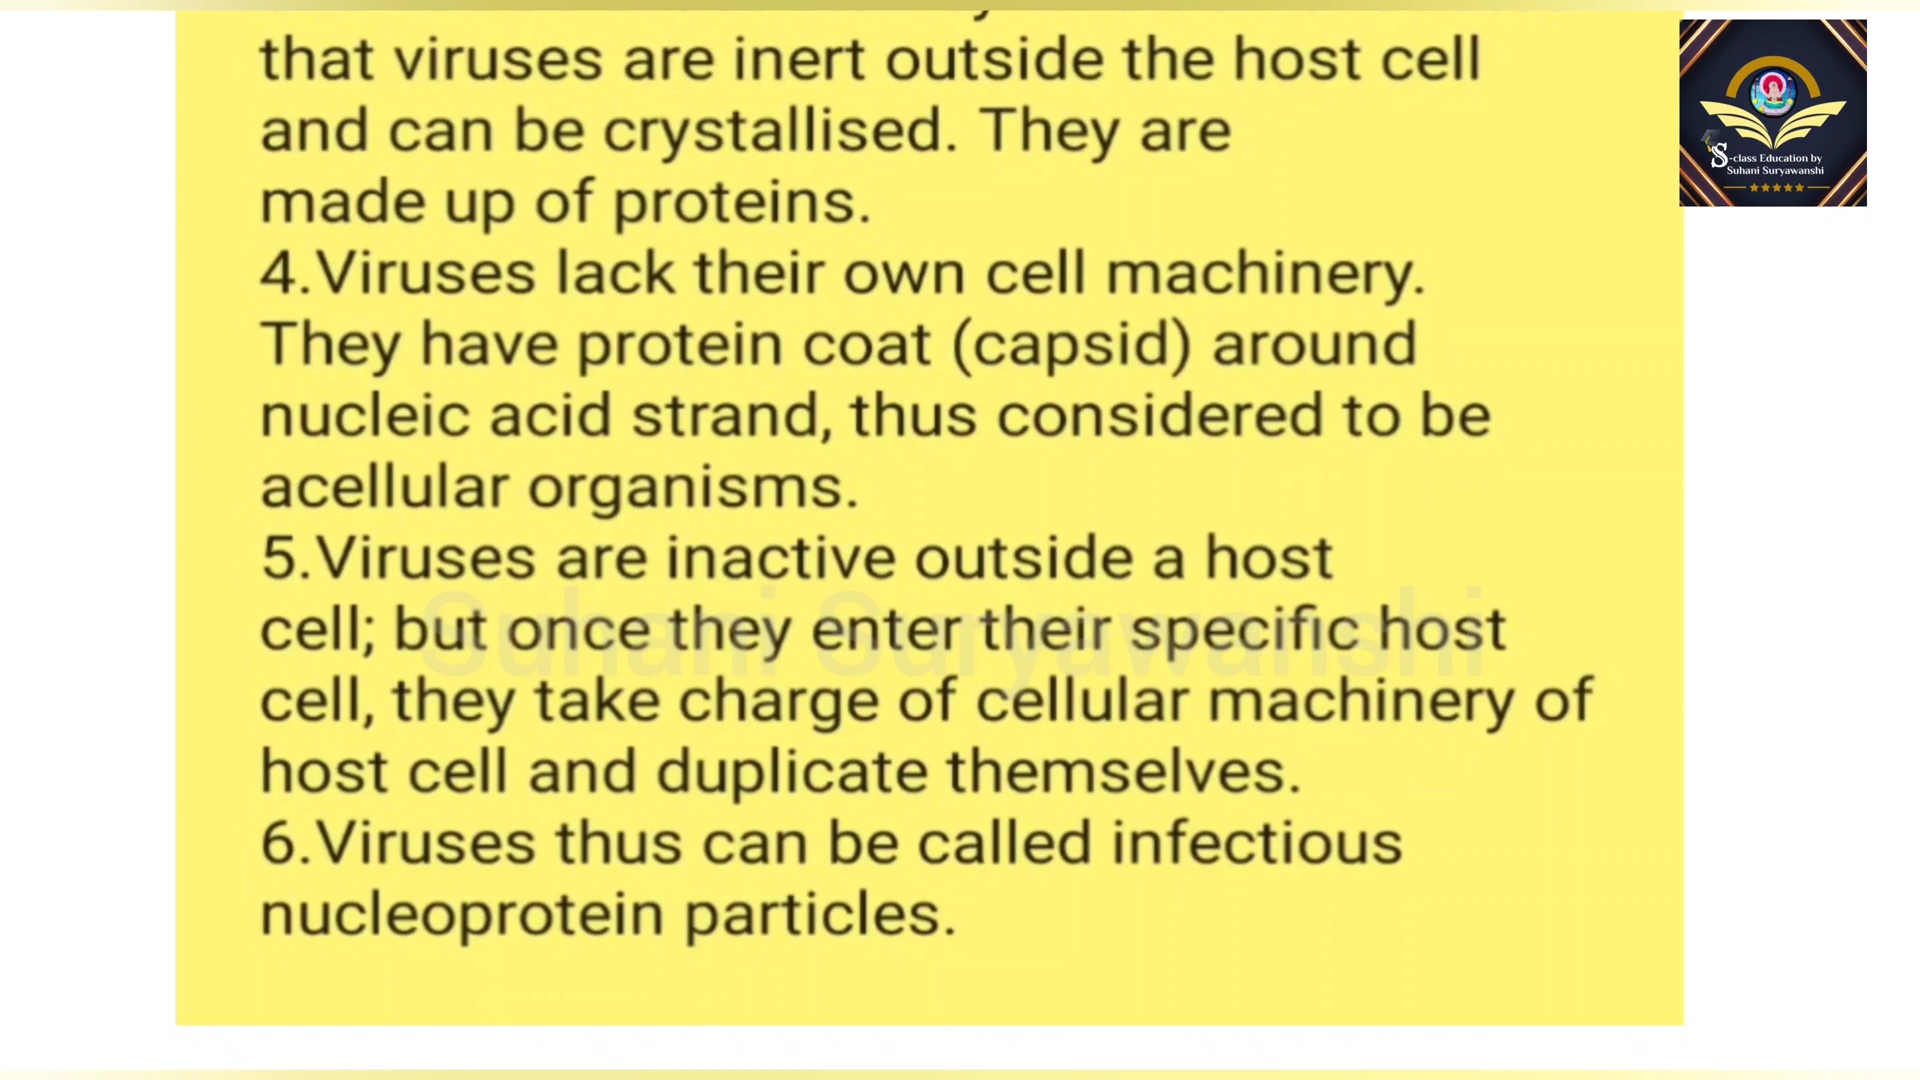 that viruses are inert outside the host cell
and can be crystallised. They are
made up of proteins.
4.Viruses lack their own cell machinery.
They have protein coat (capsid) around
nucleic acid strand, thus considered to be
acellular organisms.
5.Viruses are inactive outside a host
cell; but once they enter their specific host
cell, they take charge of cellular machinery of
host cell and duplicate themselves.
6.Viruses thus can be called infectious
nucleoprotein particles.
Suhani Suryawanshi
S-class Education by
Suhani Suryawanshi